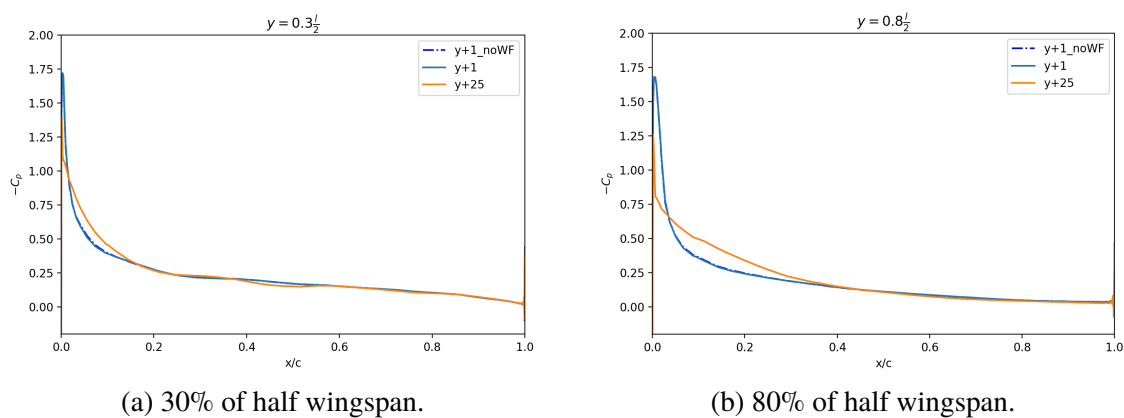 y = 0.3 l/2
2.00
1.75
1.50
1.25
1.00
0.75
0.50
0.25
0.00
−Cp
0.0 0.2 0.4 0.6 0.8 1.0
x/c
y+1_noWF
y+1
y+25
(a) 30% of half wingspan.
y = 0.8 l/2
2.00
1.75
1.50
1.25
1.00
0.75
0.50
0.25
0.00
−Cp
0.0 0.2 0.4 0.6 0.8 1.0
x/c
y+1_noWF
y+1
y+25
(b) 80% of half wingspan.